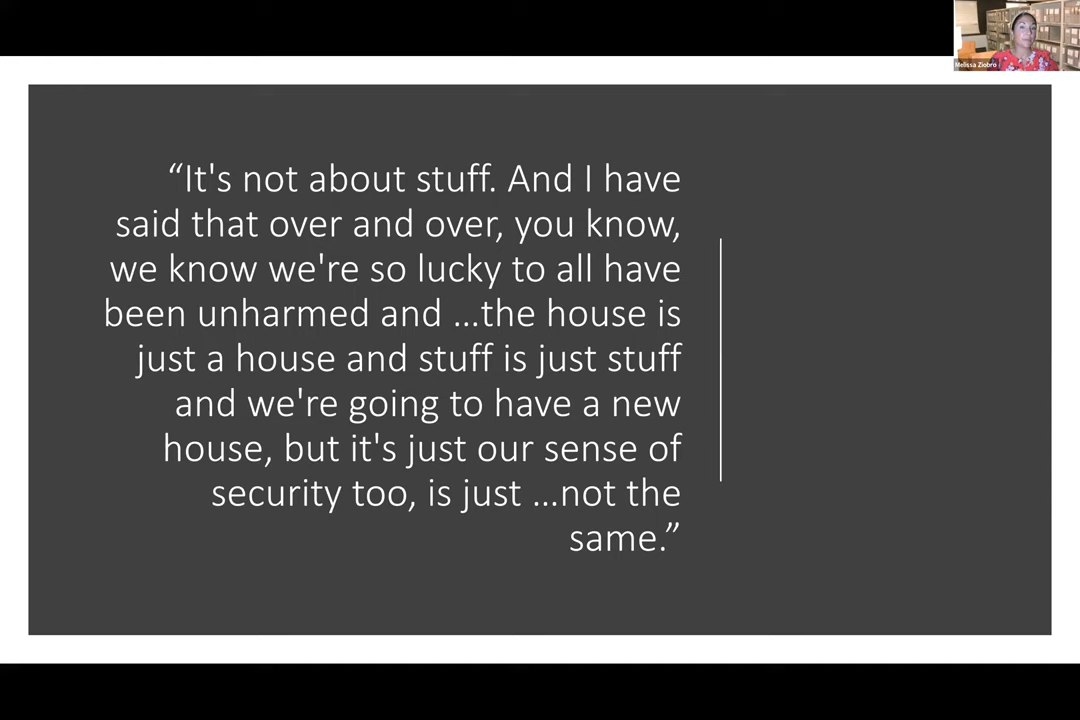 Melissa Ziobro
“It's not about stuff. And I have
said that over and over, you know,
we know we're so lucky to all have
been unharmed and ...the house is
just a house and stuff is just stuff
and we're going to have a new
house, but it's just our sense of
security too, is just ...not the
same.”